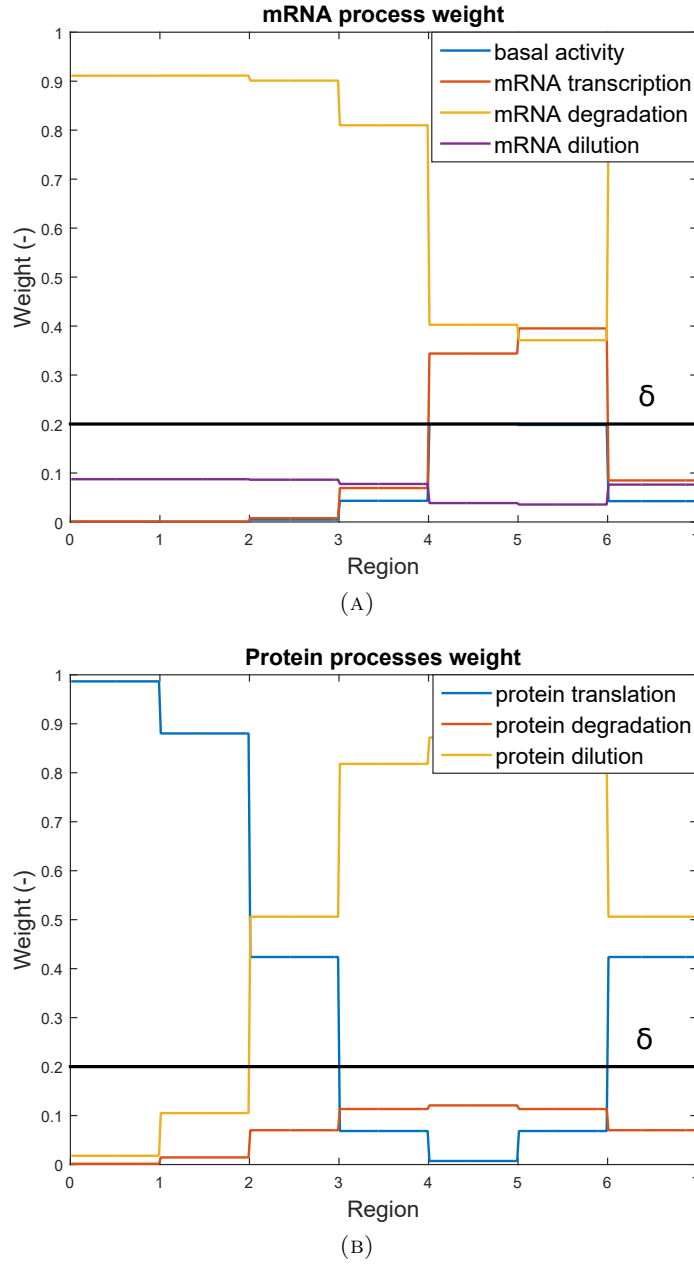 mRNA process weight
1
0.9
0.8
0.7
0.6
0.5
0.4
0.3
0.2
0.1
0
Weight (-)
basal activity
mRNA transcription
mRNA degradation
mRNA dilution
δ
0 1 2 3 4 5 6 7
Region
(A)
Protein processes weight
1
0.9
0.8
0.7
0.6
0.5
0.4
0.3
0.2
0.1
0
Weight (-)
protein translation
protein degradation
protein dilution
δ
0 1 2 3 4 5 6 7
Region
(B)